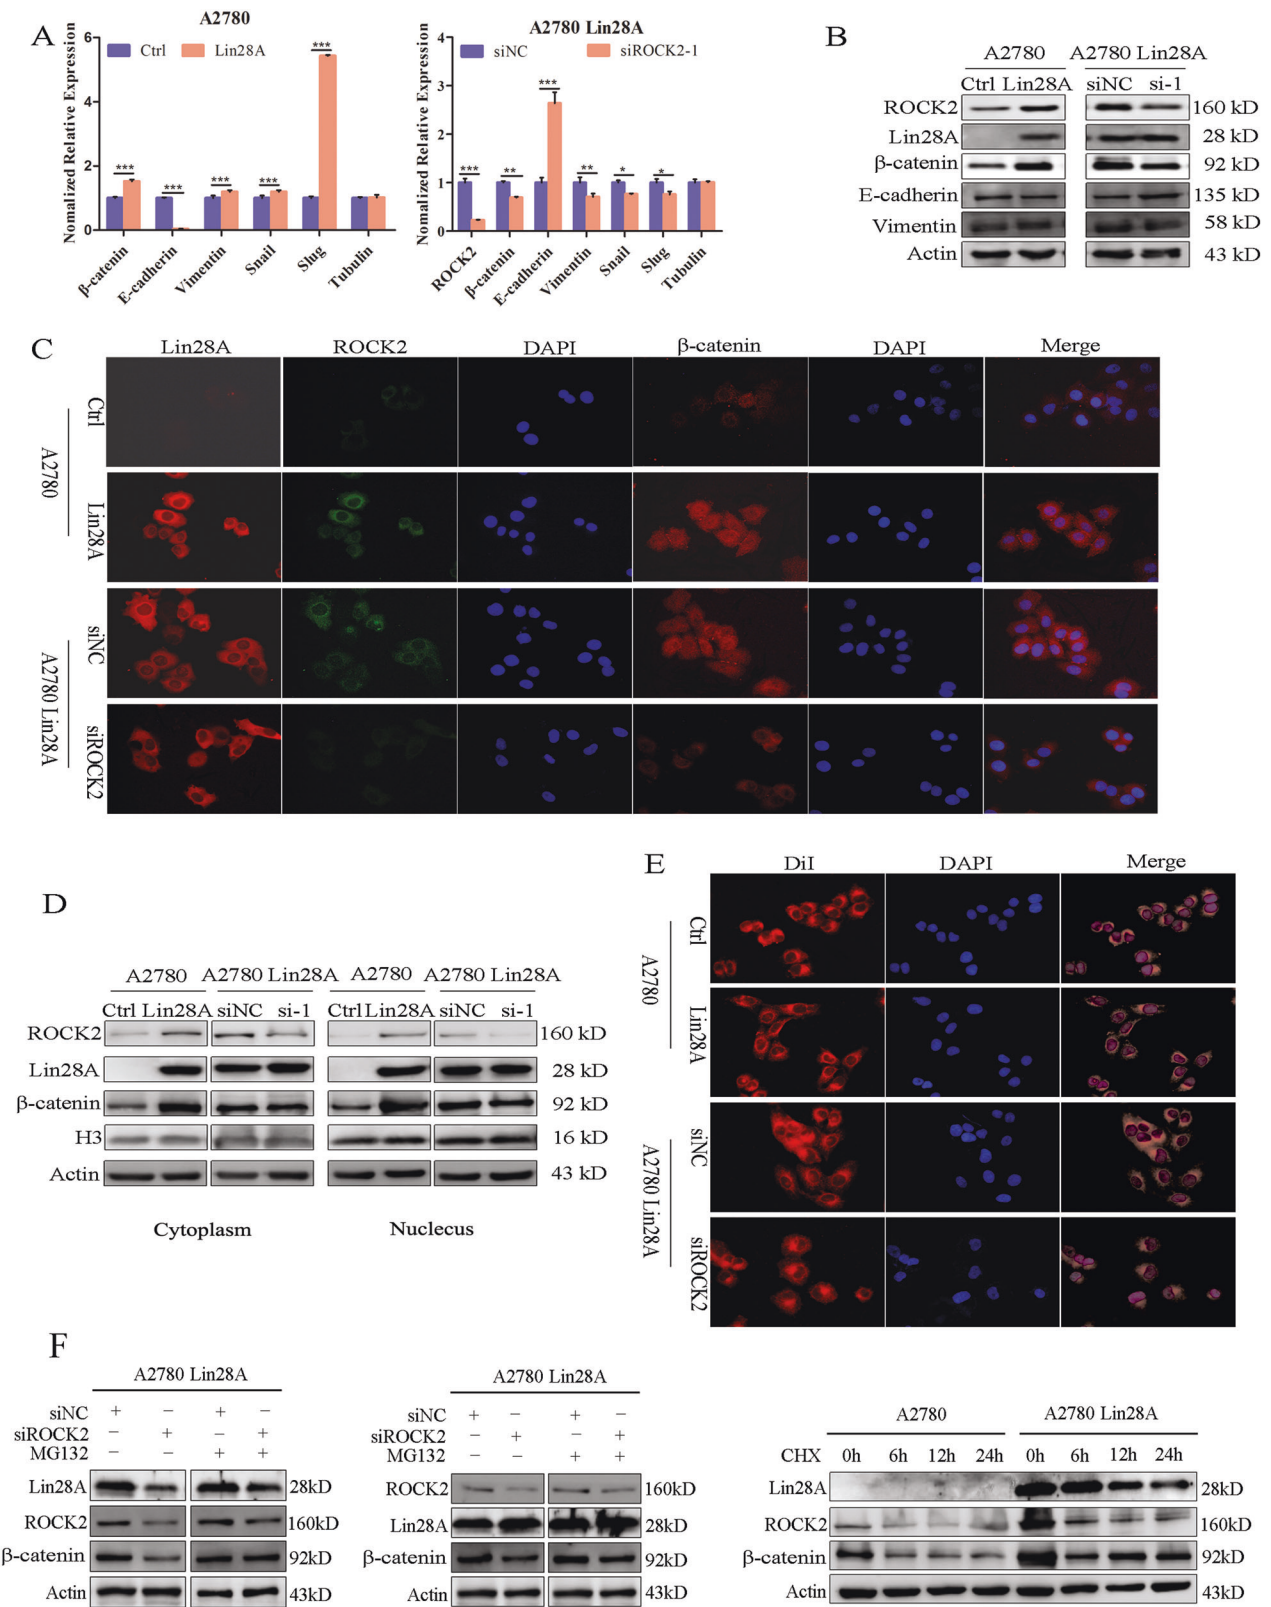 A
A2780
Ctrl
Lin28A
Nomalized Relative Expression
6
4
2
0
***
***
***
***
***
β-catenin
E-cadherin
Vimentin
Snail
Slug
Tubulin
A2780 Lin28A
siNC
siROCK2-1
Nomalized Relative Expression
4
3
2
1
0
***
**
***
**
*
*
ROCK2
β-catenin
E-cadherin
Vimentin
Snail
Slug
Tubulin
B
A2780 A2780 Lin28A
Ctrl Lin28A siNC si-1
ROCK2 160 kD
Lin28A 28 kD
β-catenin 92 kD
E-cadherin 135 kD
Vimentin 58 kD
Actin 43 kD
C
Lin28A ROCK2 DAPI β-catenin DAPI Merge
A2780
Ctrl
Lin28A
A2780 Lin28A
siNC
siROCK2
D
A2780 A2780 Lin28A A2780 A2780 Lin28A
Ctrl Lin28A siNC si-1 Ctrl Lin28A siNC si-1
ROCK2 160 kD
Lin28A 28 kD
β-catenin 92 kD
H3 16 kD
Actin 43 kD
Cytoplasm Nuclecus
E
DiI DAPI Merge
A2780
Ctrl
Lin28A
A2780 Lin28A
siNC
siROCK2
F
A2780 Lin28A
siNC + − + −
siROCK2 − + − +
MG132 − − + +
Lin28A 28kD
ROCK2 160kD
β-catenin 92kD
Actin 43kD
A2780 Lin28A
siNC + − + −
siROCK2 − + − +
MG132 − − + +
ROCK2 160kD
Lin28A 28kD
β-catenin 92kD
Actin 43kD
A2780 A2780 Lin28A
CHX 0h 6h 12h 24h 0h 6h 12h 24h
Lin28A 28kD
ROCK2 160kD
β-catenin 92kD
Actin 43kD